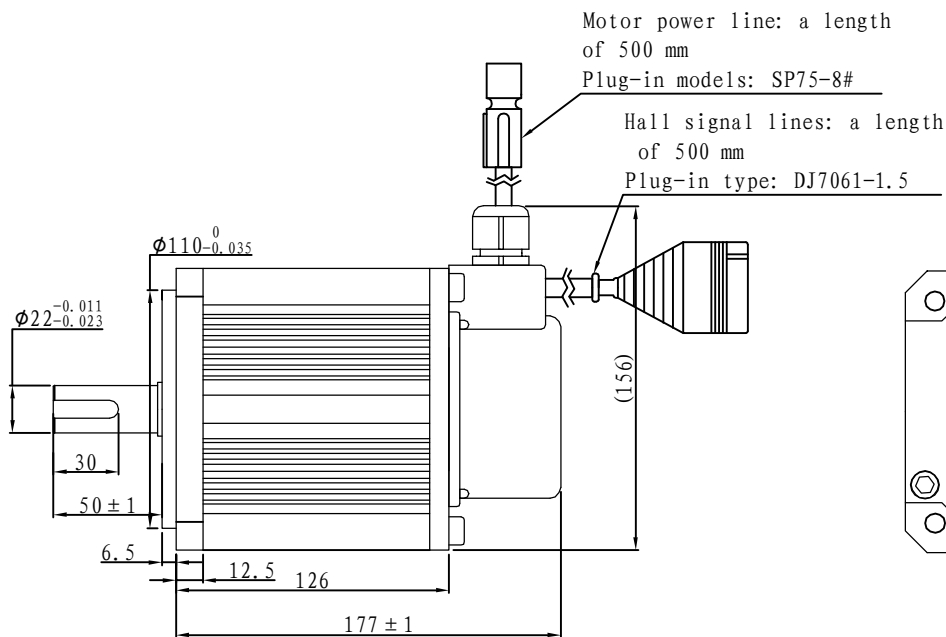 Motor power line: a length
of 500 mm
Plug-in models: SP75-8#
Hall signal lines: a length
of 500 mm
Plug-in type: DJ7061-1.5
ϕ110 0 -0.035
ϕ22 -0.011 -0.023
(156)
30
50±1
6.5
12.5
126
177±1